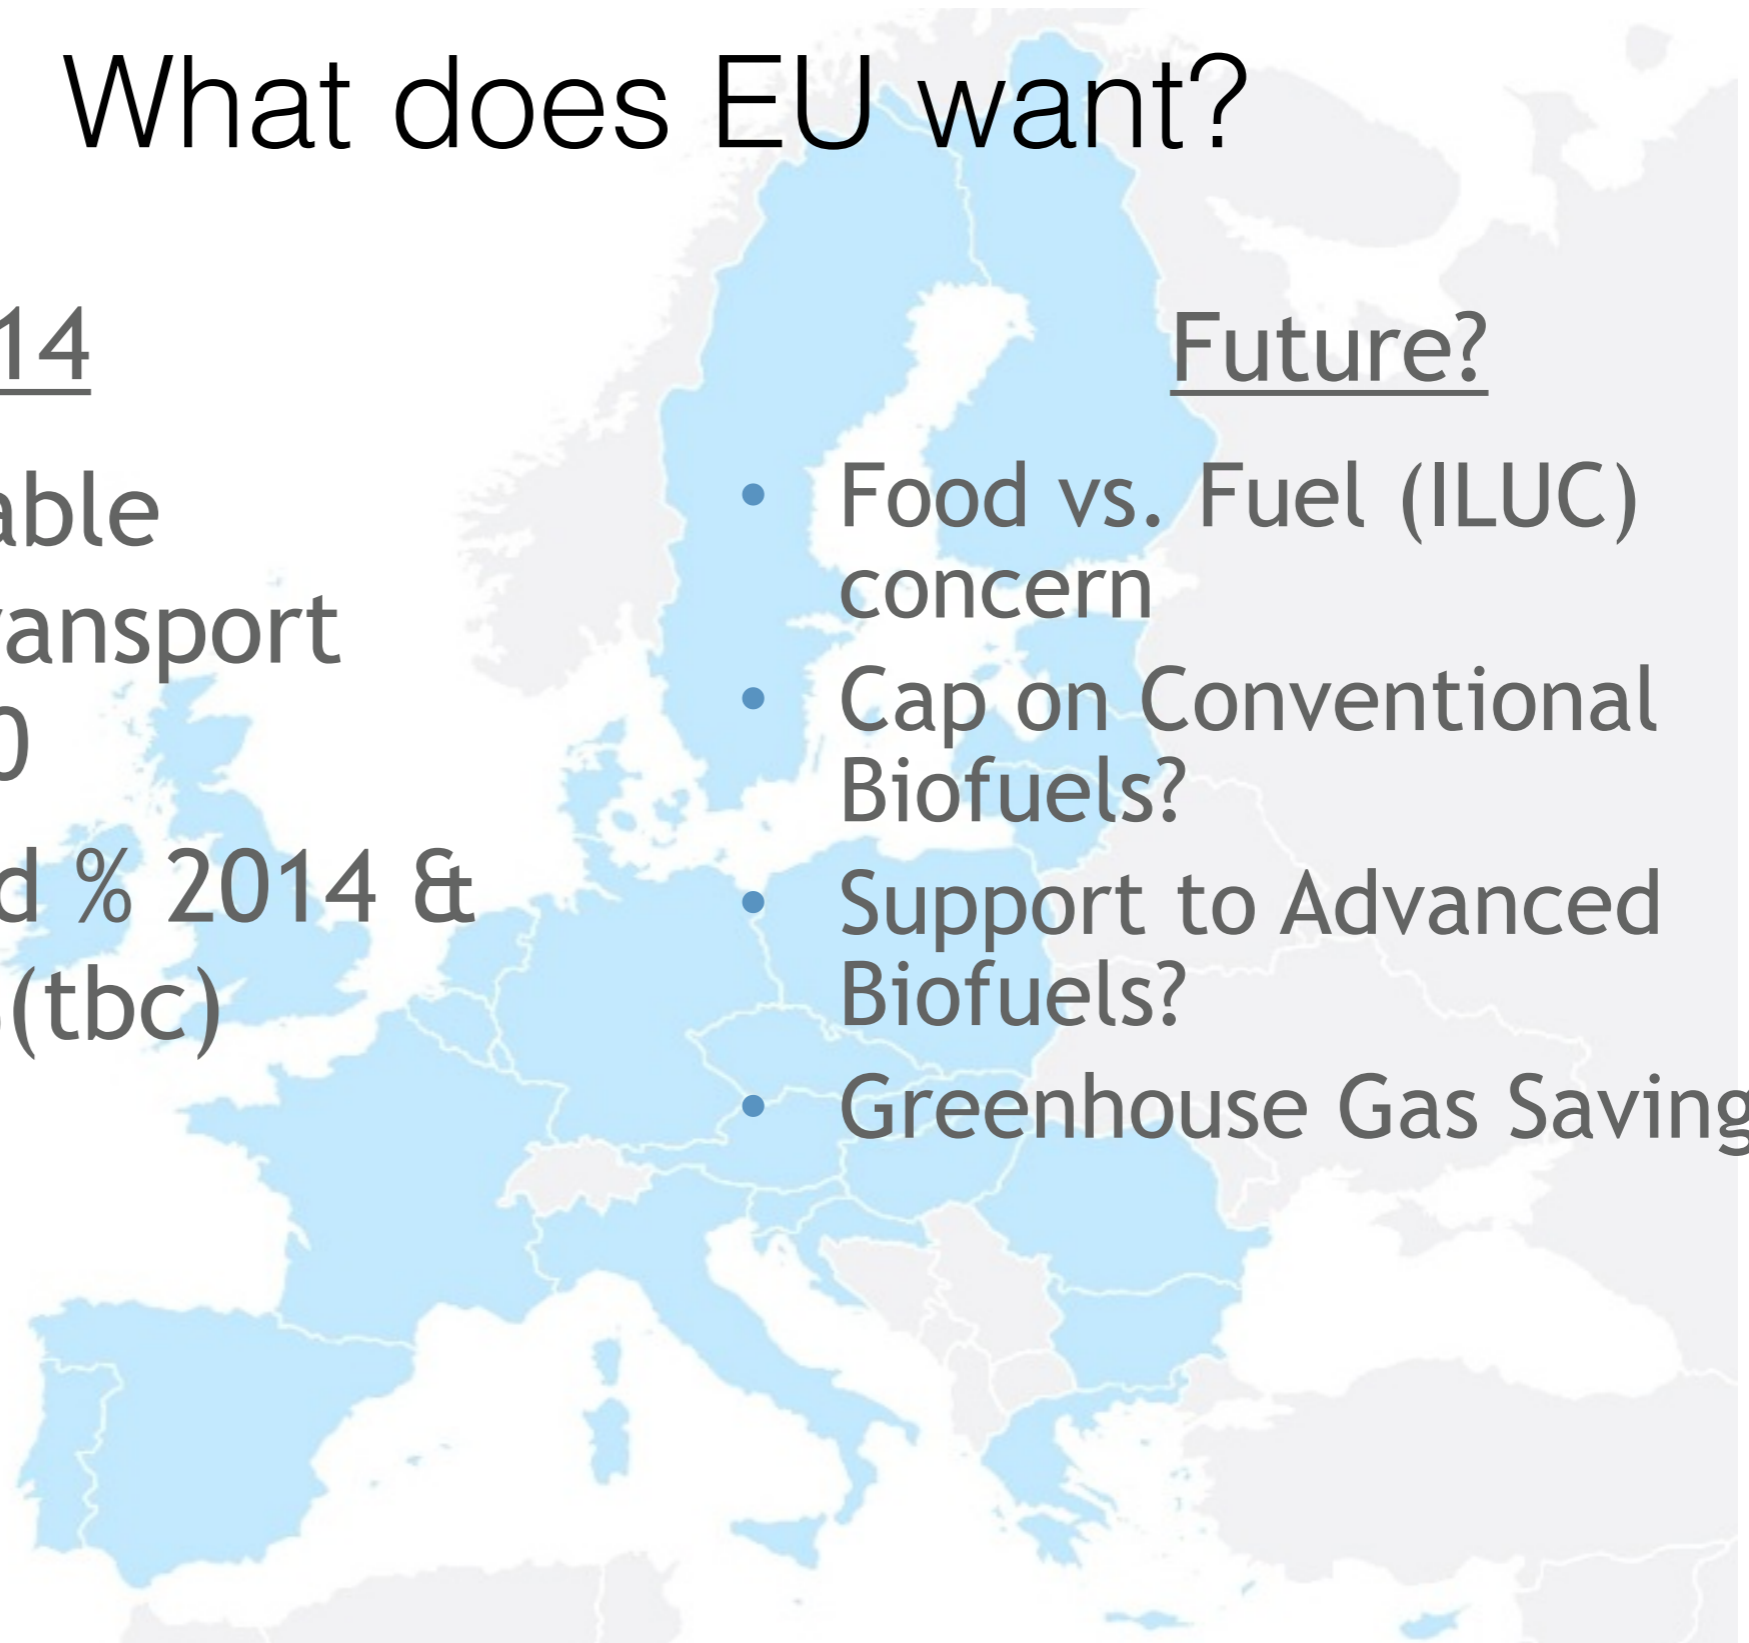 What does EU want?
14
able
ransport
0
d % 2014 &
(tbc)
Future?
• Food vs. Fuel (ILUC)
concern
• Cap on Conventional
Biofuels?
• Support to Advanced
Biofuels?
• Greenhouse Gas Saving